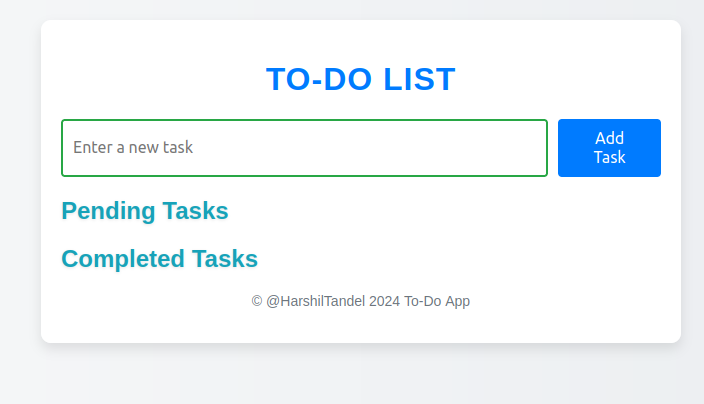 TO-DO LIST
Enter a new task
Add
Task
Pending Tasks
Completed Tasks
© @HarshilTandel 2024 To-Do App